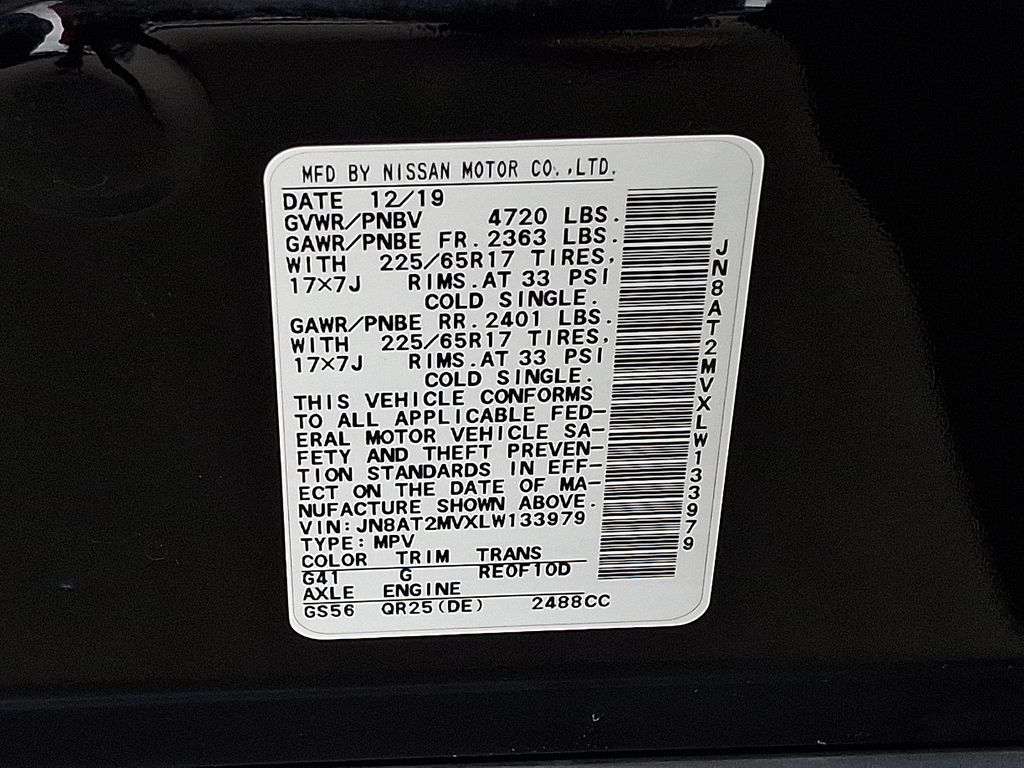 MFD BY NISSAN MOTOR CO.,LTD.
DATE 12/19
GVWR/PNBV 4720 LBS.
GAWR/PNBE FR. 2363 LBS.
WITH 225/65R17 TIRES,
17×7J RIMS.AT 33 PSI
COLD SINGLE.
GAWR/PNBE RR. 2401 LBS.
WITH 225/65R17 TIRES,
17×7J RIMS.AT 33 PSI
COLD SINGLE.
THIS VEHICLE CONFORMS
TO ALL APPLICABLE FED-
ERAL MOTOR VEHICLE SA-
FETY AND THEFT PREVEN-
TION STANDARDS IN EFF-
ECT ON THE DATE OF MA-
NUFACTURE SHOWN ABOVE.
VIN:JN8AT2MVXLW133979
TYPE:MPV
COLOR TRIM TRANS
G41 G RE0F10D
AXLE ENGINE
GS56 QR25(DE) 2488CC
JN8AT2MVXLW133979